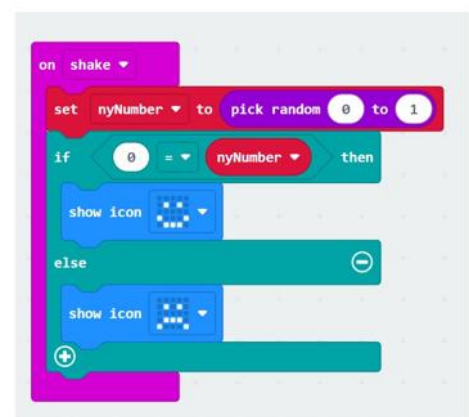 on shake
set nyNumber to pick random 0 to 1
if 0 = nyNumber then
show icon
else
show icon